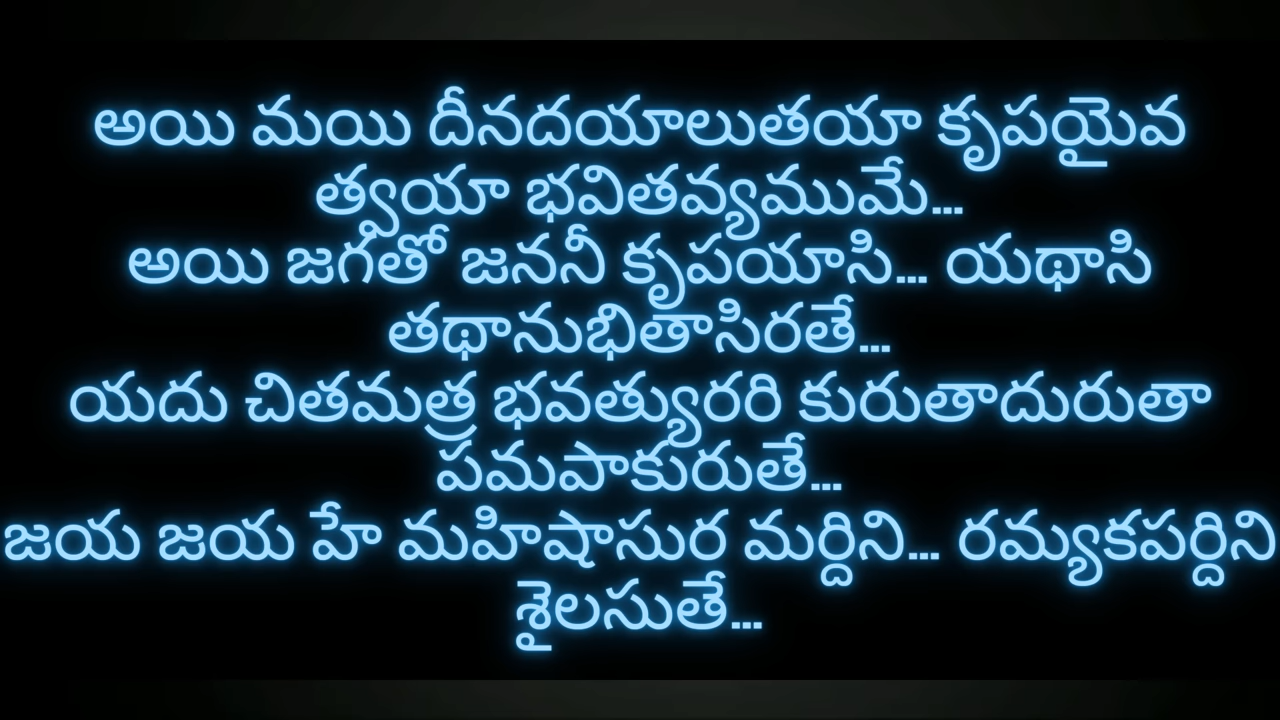 అయి మయి దీనదయాలుతయా కృపయైవ
త్వయా భవితవ్యముమే...
అయి జగతో జననీ కృపయాసి... యథాసి
తథానుభితాసిరతే...
యదు చితమత్ర భవత్యురరి కురుతాదురుతా
పమపాకురుతే...
జయ జయ హే మహిషాసుర మర్దిని... రమ్యకపర్దిని
శైలసుతే...